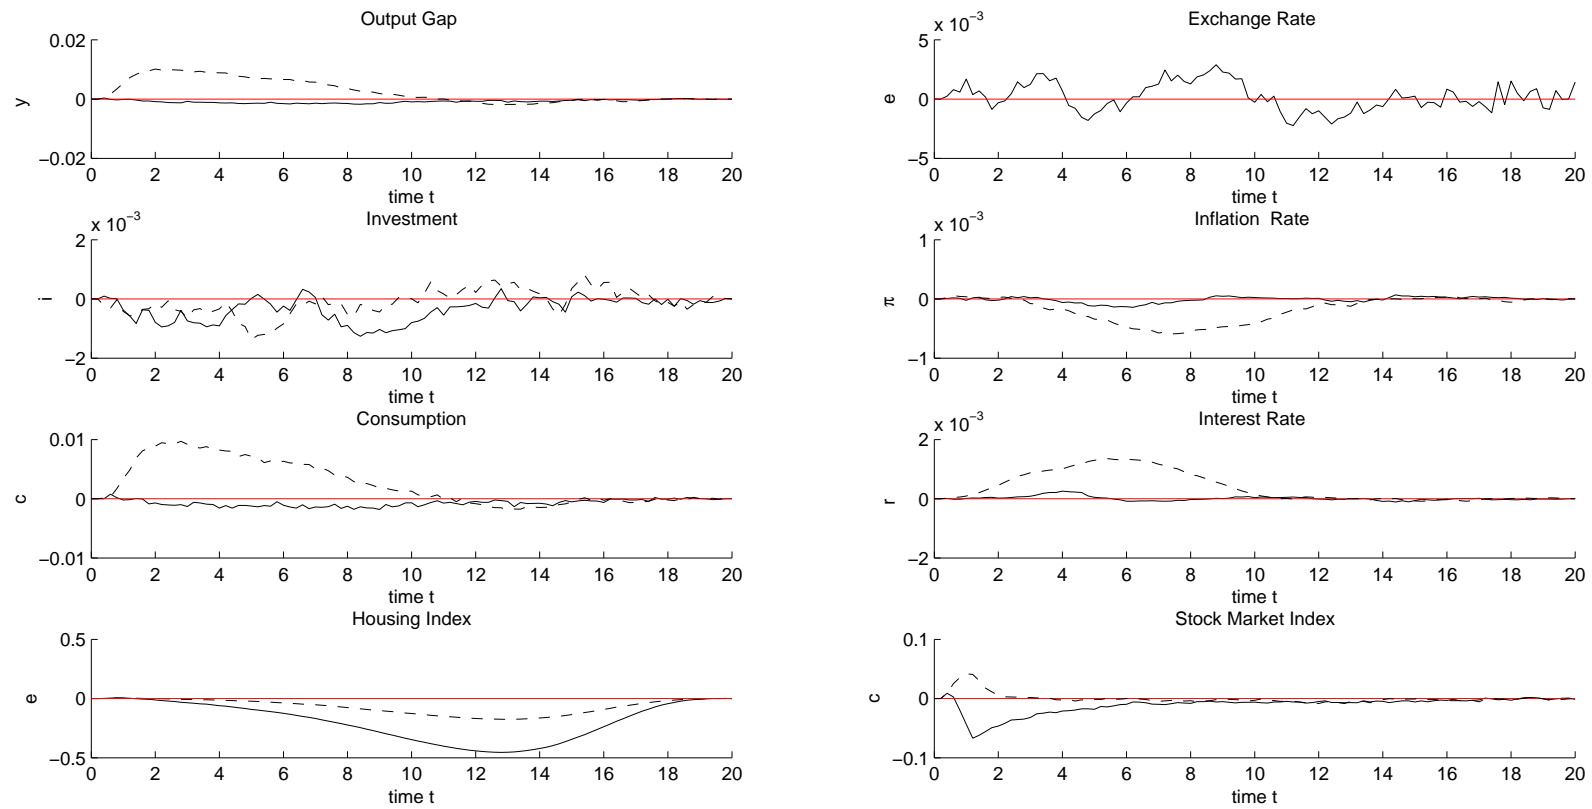 Output Gap
0.02
0
−0.02
y
0 2 4 6 8 10 12 14 16 18 20
time t
x 10−3
Exchange Rate
5
0
−5
e
0 2 4 6 8 10 12 14 16 18 20
time t
x 10−3
Investment
2
0
−2
i
0 2 4 6 8 10 12 14 16 18 20
time t
x 10−3
Inflation Rate
1
0
−1
π
0 2 4 6 8 10 12 14 16 18 20
time t
Consumption
0.01
0
−0.01
c
0 2 4 6 8 10 12 14 16 18 20
time t
x 10−3
Interest Rate
2
0
−2
r
0 2 4 6 8 10 12 14 16 18 20
time t
Housing Index
0.5
0
−0.5
e
0 2 4 6 8 10 12 14 16 18 20
time t
Stock Market Index
0.1
0
−0.1
c
0 2 4 6 8 10 12 14 16 18 20
time t